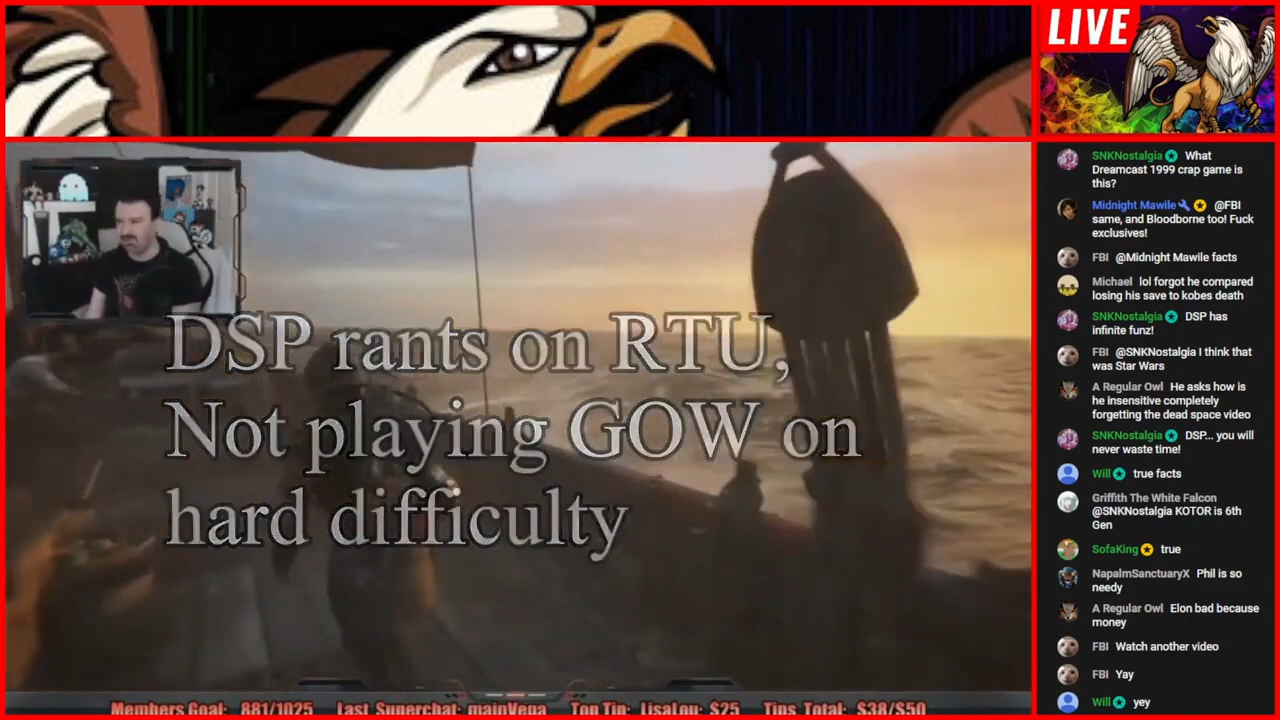 LIVE
DSP rants on RTU,
Not playing GOW on
hard difficulty
Members Goal: 881/1025 Last Superchat: mainVega Top Tip: LisaLou: $25 Tips Total: $38/$50
SNKNostalgia What
Dreamcast 1999 crap game is
this?
Midnight Mawile @FBI
same, and Bloodborne too! Fuck
exclusives!
FBI @Midnight Mawile facts
Michael lol forgot he compared
losing his save to kobes death
SNKNostalgia DSP has
infinite funz!
FBI @SNKNostalgia I think that
was Star Wars
A Regular Owl He asks how is
he insensitive completely
forgetting the dead space video
SNKNostalgia DSP... you will
never waste time!
Will true facts
Griffith The White Falcon
@SNKNostalgia KOTOR is 6th
Gen
SofaKing true
NapalmSanctuaryX Phil is so
needy
A Regular Owl Elon bad because
money
FBI Watch another video
FBI Yay
Will yey